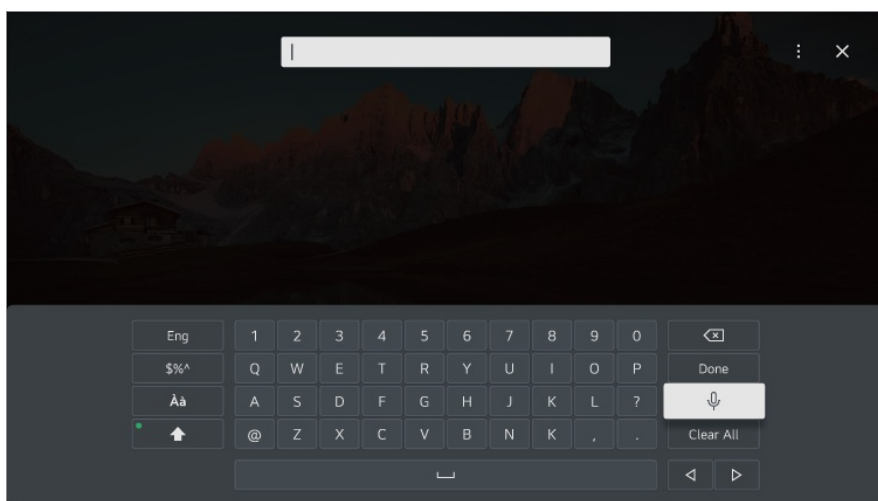 Eng 1 2 3 4 5 6 7 8 9 0
$%^ Q W E T R Y U I O P Done
Àà A S D F G H J K L ?
@ Z X C V B N K , . Clear All